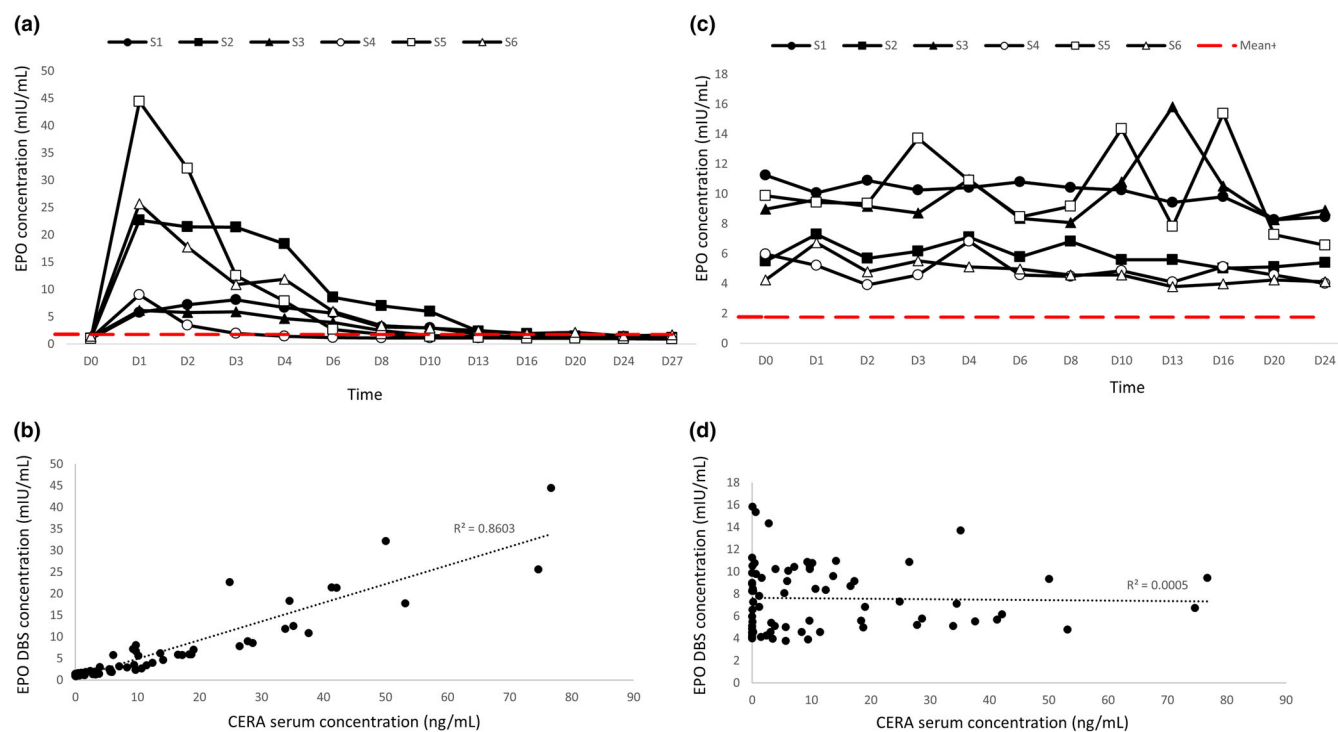 (a)
S1 S2 S3 S4 S5 S6
EPO concentration (mIU/mL)
50
45
40
35
30
25
20
15
10
5
0
D0 D1 D2 D3 D4 D6 D8 D10 D13 D16 D20 D24 D27
Time
(c)
S1 S2 S3 S4 S5 S6 Mean+
EPO concentration (mIU/mL)
18
16
14
12
10
8
6
4
2
0
D0 D1 D2 D3 D4 D6 D8 D10 D13 D16 D20 D24
Time
(b)
EPO DBS concentration (mIU/mL)
50
45
40
35
30
25
20
15
10
5
0
R² = 0.8603
0 10 20 30 40 50 60 70 80 90
CERA serum concentration (ng/mL)
(d)
EPO DBS concentration (mIU/mL)
18
16
14
12
10
8
6
4
2
0
R² = 0.0005
0 10 20 30 40 50 60 70 80 90
CERA serum concentration (ng/mL)